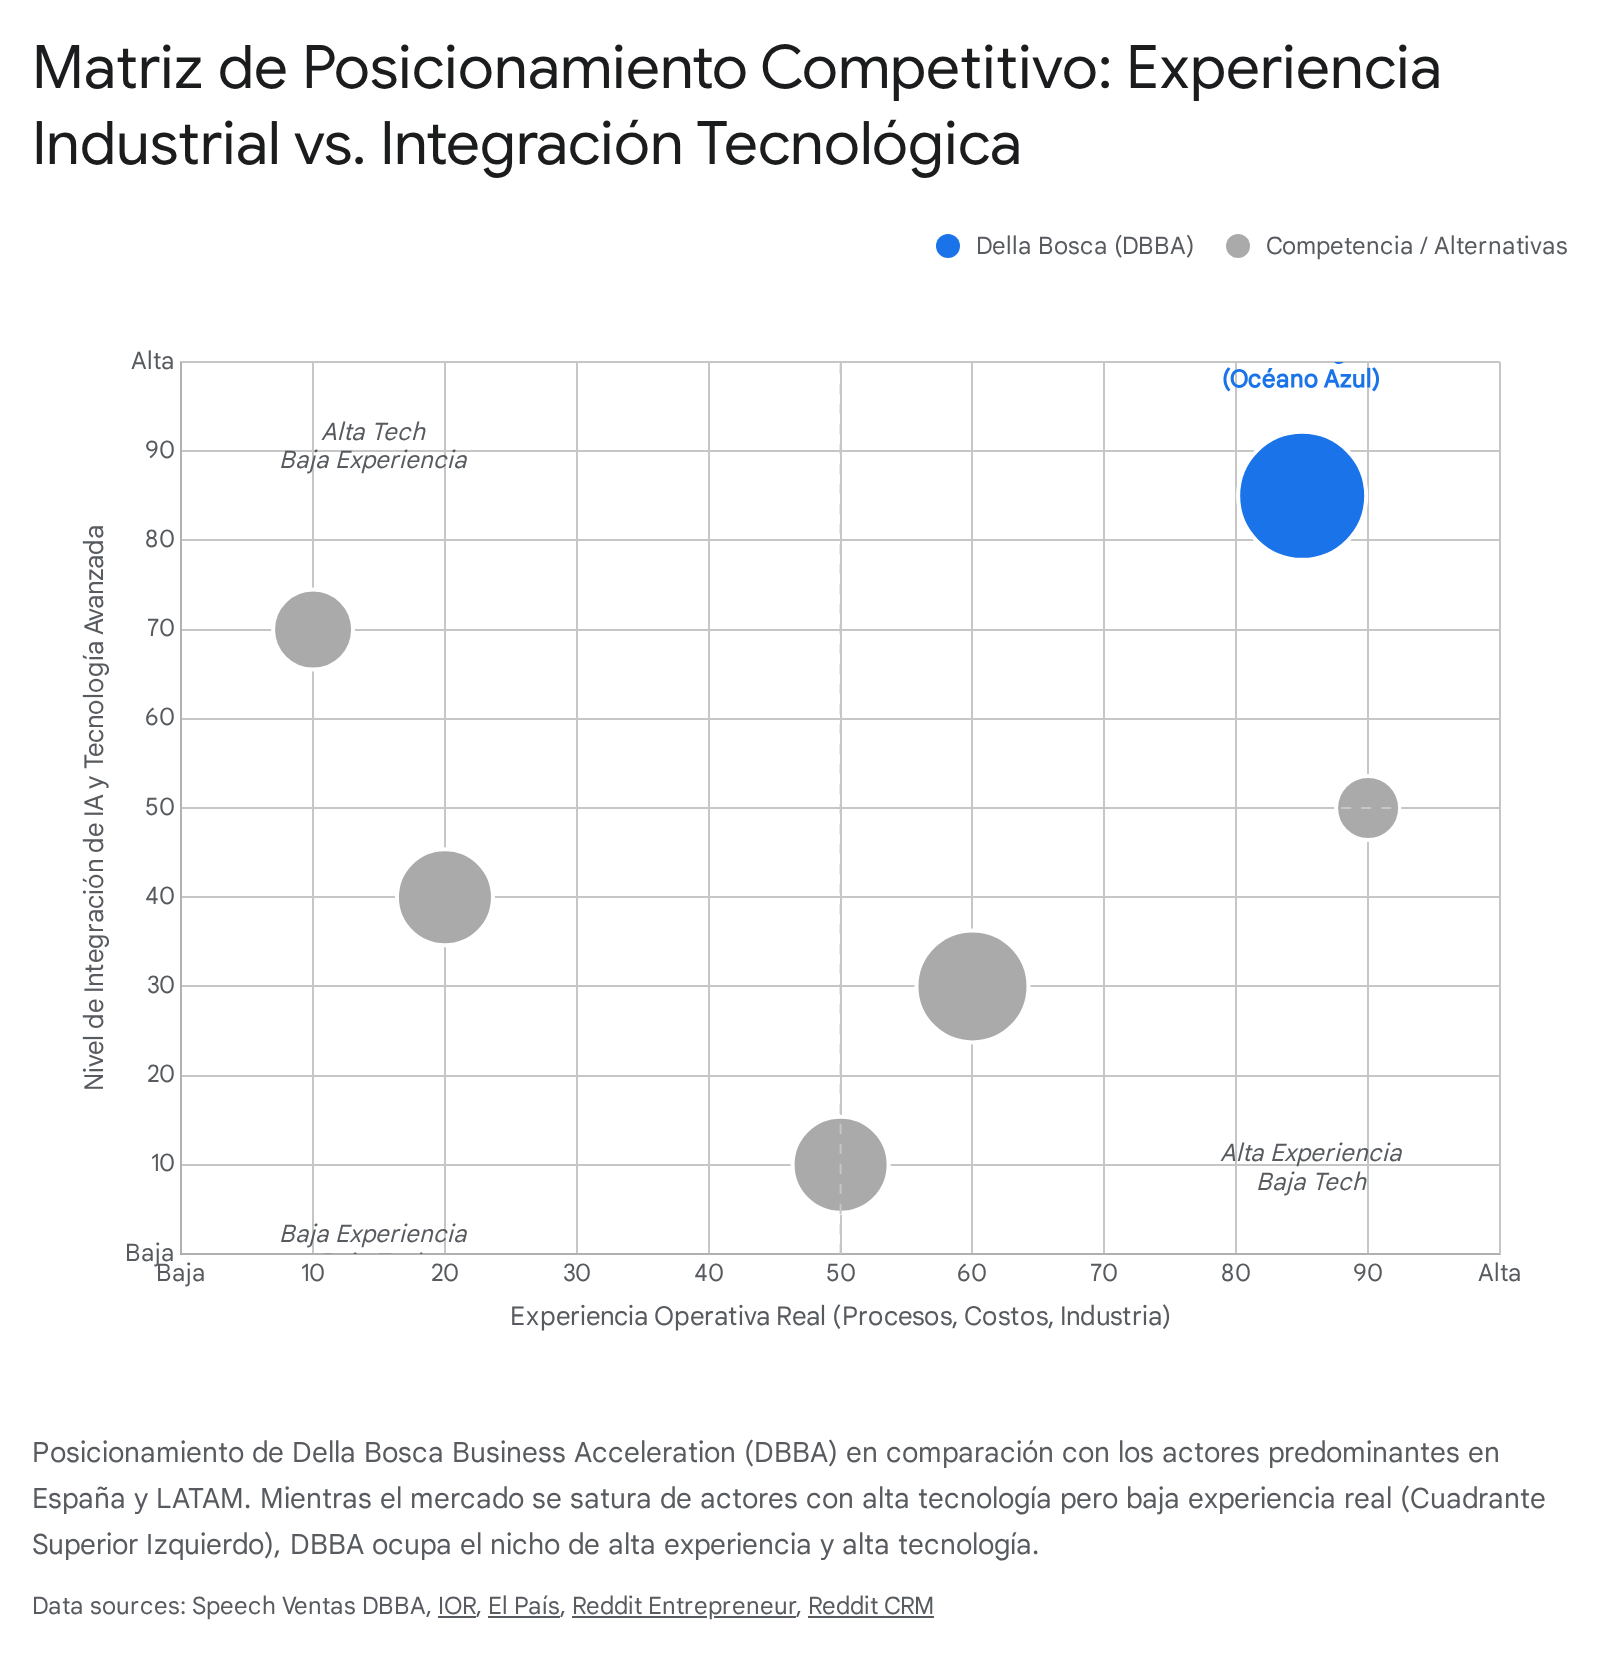 Matriz de Posicionamiento Competitivo: Experiencia
Industrial vs. Integración Tecnológica
Della Bosca (DBBA)
Competencia / Alternativas
Alta
90
80
70
60
50
40
30
20
10
Baja
Nivel de Integración de IA y Tecnología Avanzada
(Océano Azul)
Alta Tech
Baja Experiencia
Alta Experiencia
Baja Tech
Baja Experiencia
Baja
10
20
30
40
50
60
70
80
90
Alta
Experiencia Operativa Real (Procesos, Costos, Industria)
Posicionamiento de Della Bosca Business Acceleration (DBBA) en comparación con los actores predominantes en
España y LATAM. Mientras el mercado se satura de actores con alta tecnología pero baja experiencia real (Cuadrante
Superior Izquierdo), DBBA ocupa el nicho de alta experiencia y alta tecnología.
Data sources: Speech Ventas DBBA, IOR, El País, Reddit Entrepreneur, Reddit CRM